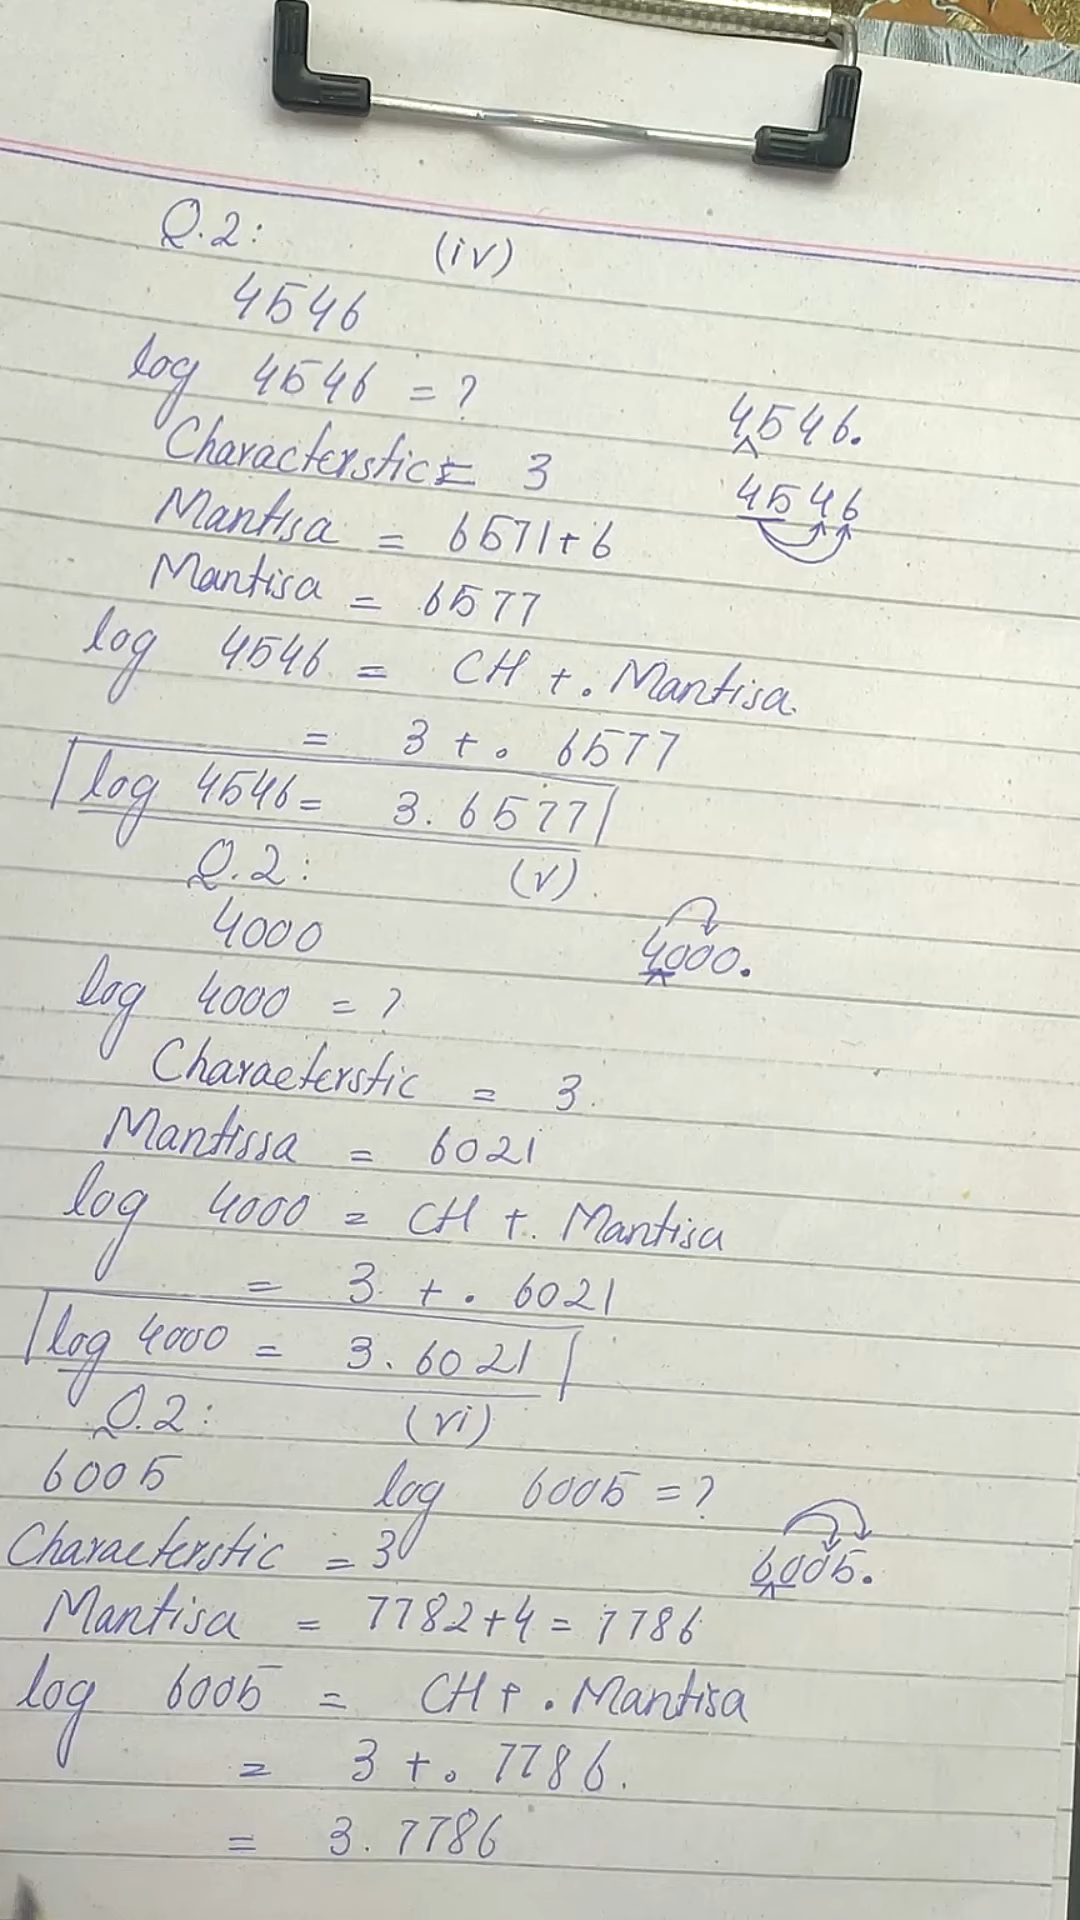 Q.2: (iv)
4546
log 4546 = ?
4546.
Characterstic = 3
4546
Mantisa = 6571+6
Mantisa = 6577
log 4546 = CH + . Mantisa.
= 3 + . 6577
log 4546 = 3.6577
Q.2: (v)
4000
4000.
log 4000 = ?
Characterstic = 3.
Mantissa = 6021
log 4000 = CH + . Mantisa
= 3 + . 6021
log 4000 = 3.6021
Q.2: (vi)
6005 log 6005 = ?
Characterstic = 3
6005.
Mantisa = 7782+4 = 7786
log 6005 = CH + . Mantisa
= 3 + . 7786.
= 3.7786